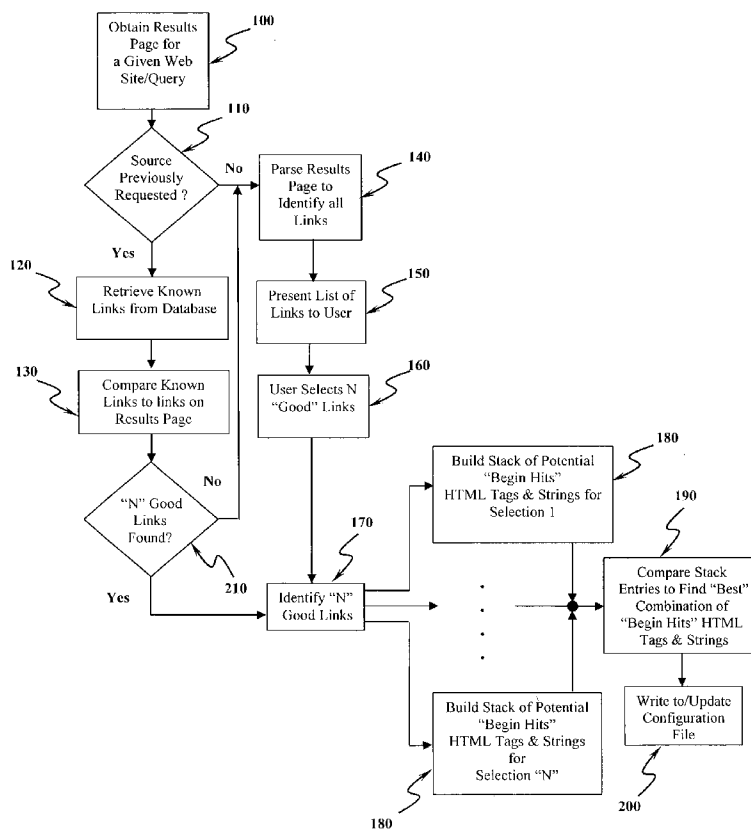 100
Obtain Results
Page for
a Given Web
Site/Query
110
Source
Previously
Requested ?
No
Yes
140
Parse Results
Page to
Identify all
Links
120
Retrieve Known
Links from Database
150
Present List of
Links to User
130
Compare Known
Links to links on
Results Page
160
User Selects N
“Good” Links
“N” Good
Links
Found?
No
Yes
210
170
Identify “N”
Good Links
180
Build Stack of Potential
“Begin Hits”
HTML Tags & Strings for
Selection 1
190
Compare Stack
Entries to Find “Best”
Combination of
“Begin Hits” HTML
Tags & Strings
Build Stack of Potential
“Begin Hits”
HTML Tags & Strings
for
Selection “N”
180
Write to/Update
Configuration
File
200